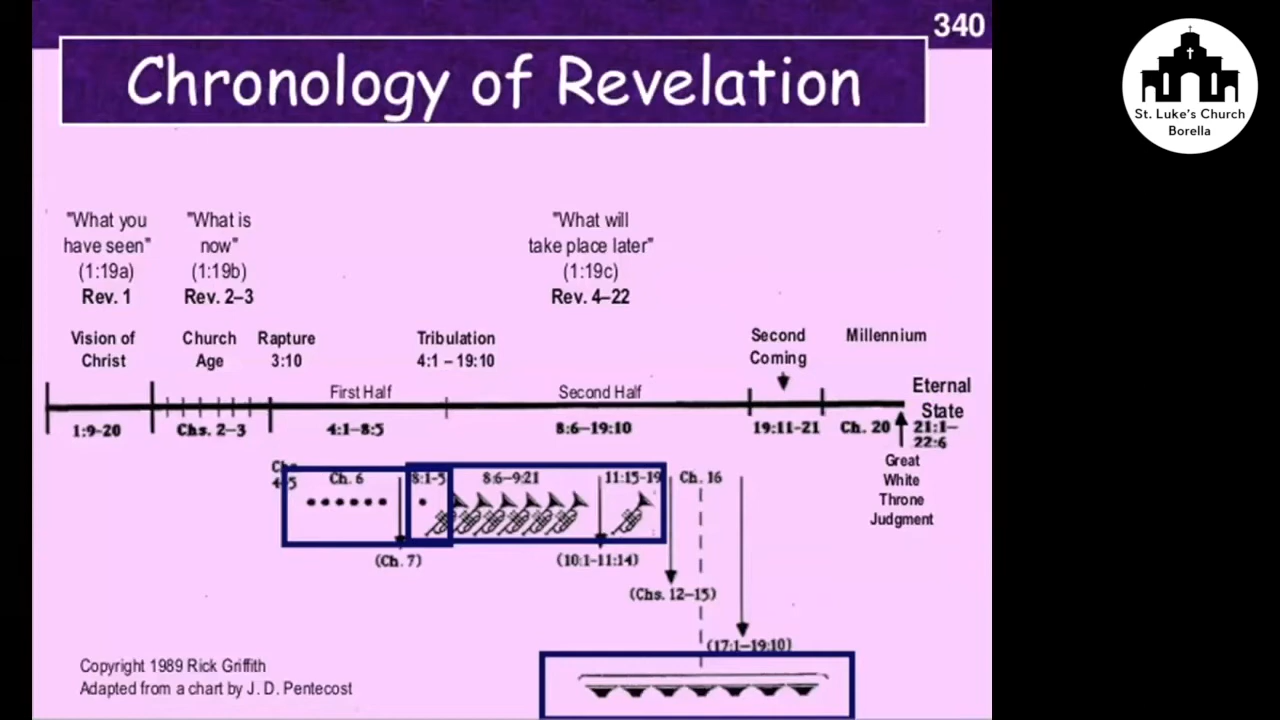 340
Chronology of Revelation
St. Luke's Church
Borella
"What you
have seen"
(1:19a)
Rev. 1
"What is
now"
(1:19b)
Rev. 2–3
"What will
take place later"
(1:19c)
Rev. 4–22
Vision of
Christ
Church
Age
Rapture
3:10
Tribulation
4:1 – 19:10
Second
Coming
Millennium
First Half
Second Half
Eternal
State
1:9-20
Chs. 2–3
4:1–8:5
8:6–19:10
19:11-21
Ch. 20
21:1–
22:6
Great
White
Throne
Judgment
Ch. 6
8:1-5
8:6–9:21
11:15-19
Ch. 16
(Ch. 7)
(10:1–11:14)
(Chs. 12–15)
(17:1–19:10)
Copyright 1989 Rick Griffith
Adapted from a chart by J. D. Pentecost